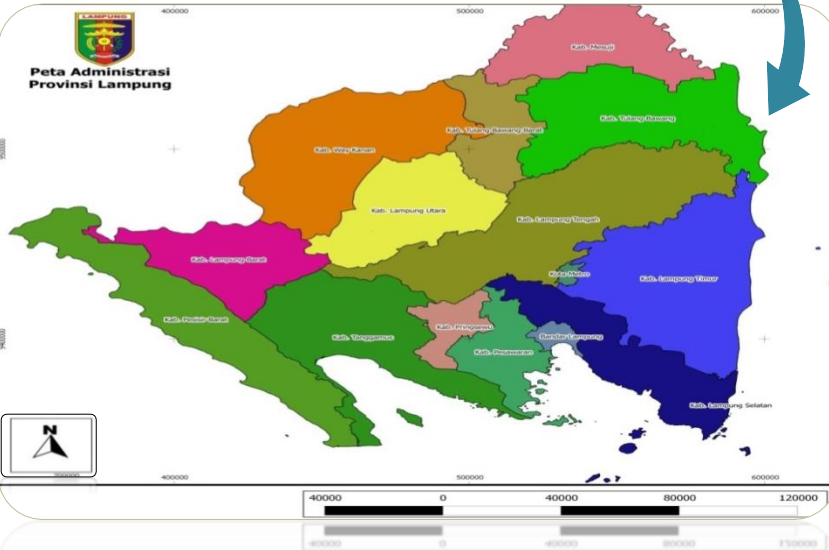 400000
500000
600000
LAMPUNG
Peta Administrasi
Provinsi Lampung
Kab. Mesuji
Kab. Tulang Bawang
Kab. Tulang Bawang Barat
Kab. Way Kanan
Kab. Lampung Utara
Kab. Lampung Tengah
Kab. Lampung Barat
Kota Metro
Kab. Lampung Timur
Kab. Pesisir Barat
Kab. Pringsewu
Kab. Tanggamus
Bandar Lampung
Kab. Pesawaran
Kab. Lampung Selatan
N
400000
500000
600000
40000
0
40000
80000
120000